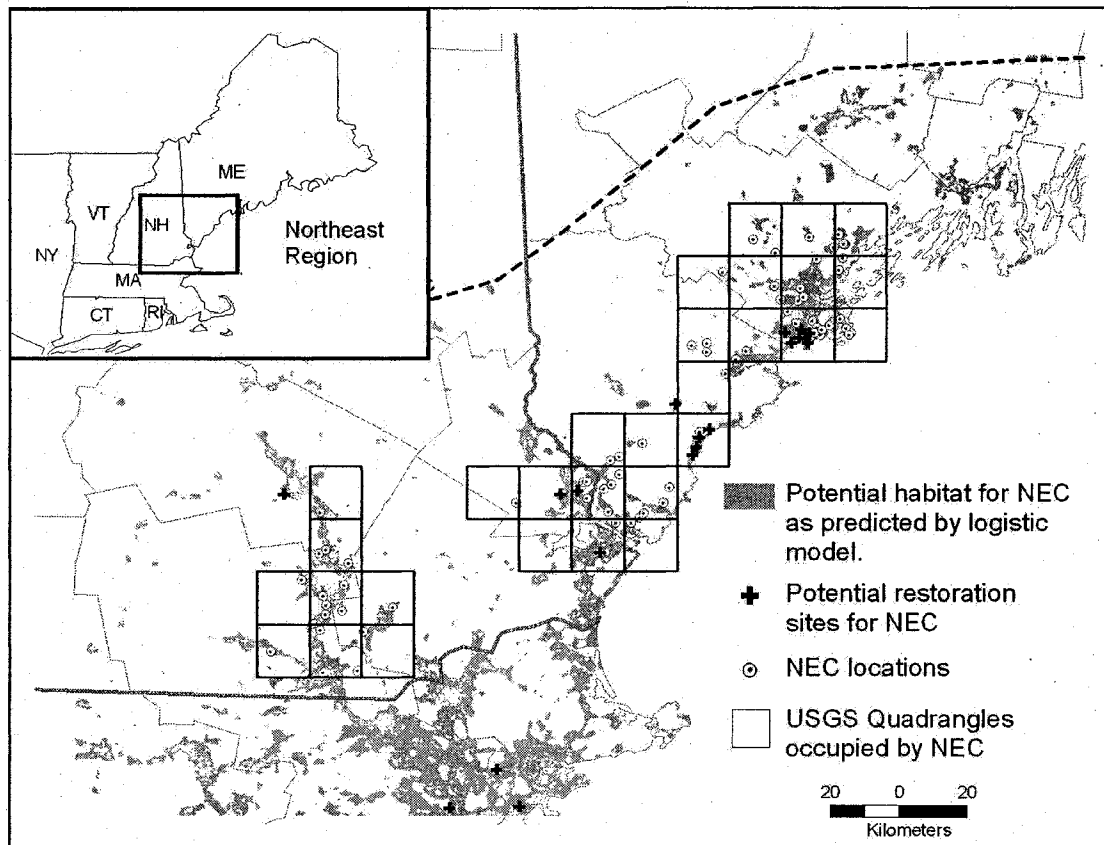 ME
VT
NH
NY
MA
CT
RI
Northeast
Region
Potential habitat for NEC
as predicted by logistic
model.
Potential restoration
sites for NEC
NEC locations
USGS Quadrangles
occupied by NEC
20 0 20
Kilometers